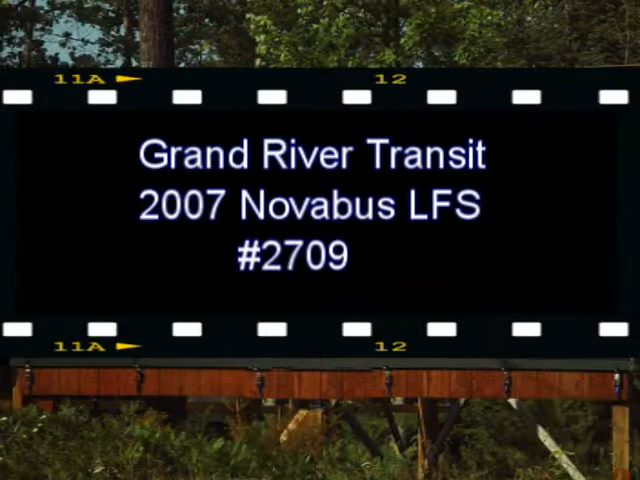 11A 12
Grand River Transit
2007 Novabus LFS
#2709
11A 12